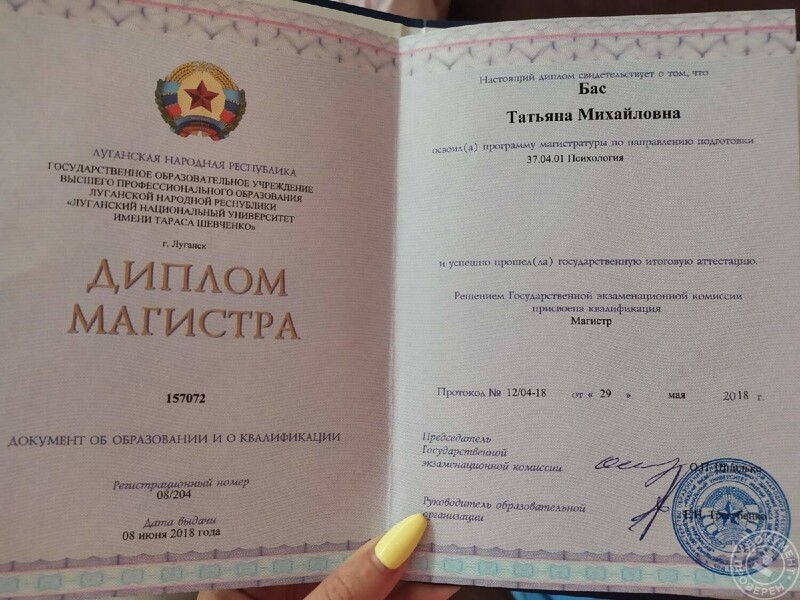 ЛУГАНСКАЯ НАРОДНАЯ РЕСПУБЛИКА
ГОСУДАРСТВЕННОЕ ОБРАЗОВАТЕЛЬНОЕ УЧРЕЖДЕНИЕ
ВЫСШЕГО ПРОФЕССИОНАЛЬНОГО ОБРАЗОВАНИЯ
ЛУГАНСКОЙ НАРОДНОЙ РЕСПУБЛИКИ
«ЛУГАНСКИЙ НАЦИОНАЛЬНЫЙ УНИВЕРСИТЕТ
ИМЕНИ ТАРАСА ШЕВЧЕНКО»
г. Луганск
ДИПЛОМ
МАГИСТРА
157072
ДОКУМЕНТ ОБ ОБРАЗОВАНИИ И О КВАЛИФИКАЦИИ
Регистрационный номер
08/204
Дата выдачи
08 июня 2018 года
Настоящий диплом свидетельствует о том, что
Бас
Татьяна Михайловна
освоил(а) программу магистратуры по направлению подготовки
37.04.01 Психология
и успешно прошел(ла) государственную итоговую аттестацию.
Решением Государственной экзаменационной комиссии
присвоена квалификация
Магистр
Протокол № 12/04-18 от « 29 » мая 2018 г.
Председатель
Государственной
экзаменационной комиссии
Руководитель образовательной
организации